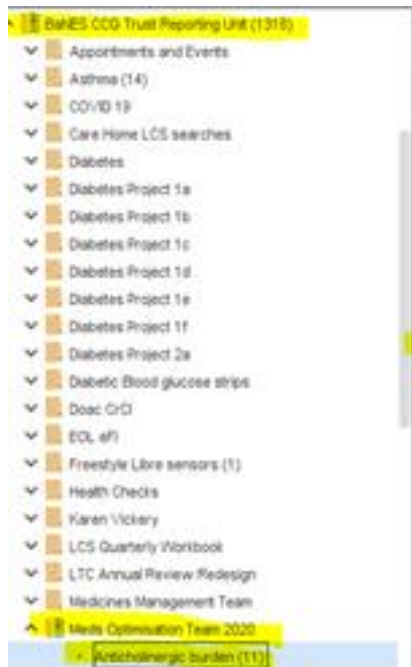 BaNES CCG Trust Reporting Unit (1318)
Appointments and Events
Asthma (14)
COVID 19
Care Home LCS searches
Diabetes
Diabetes Project 1a
Diabetes Project 1b
Diabetes Project 1c
Diabetes Project 1d
Diabetes Project 1e
Diabetes Project 1f
Diabetes Project 2a
Diabetic Blood glucose strips
Doac CrCl
EOL eFI
Freestyle Libre sensors (1)
Health Checks
Karen Vickery
LCS Quarterly Workbook
LTC Annual Review Redesign
Medicines Management Team
Meds Optimisation Team 2020
Anticholinergic burden (11)